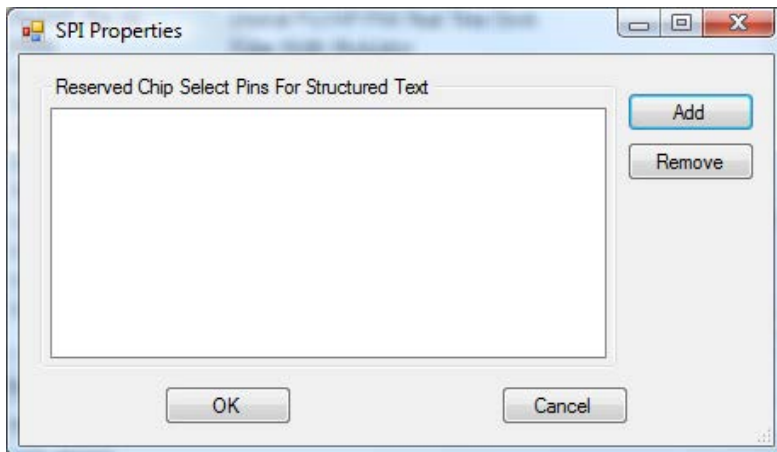 SPI Properties
Reserved Chip Select Pins For Structured Text
Add
Remove
OK
Cancel